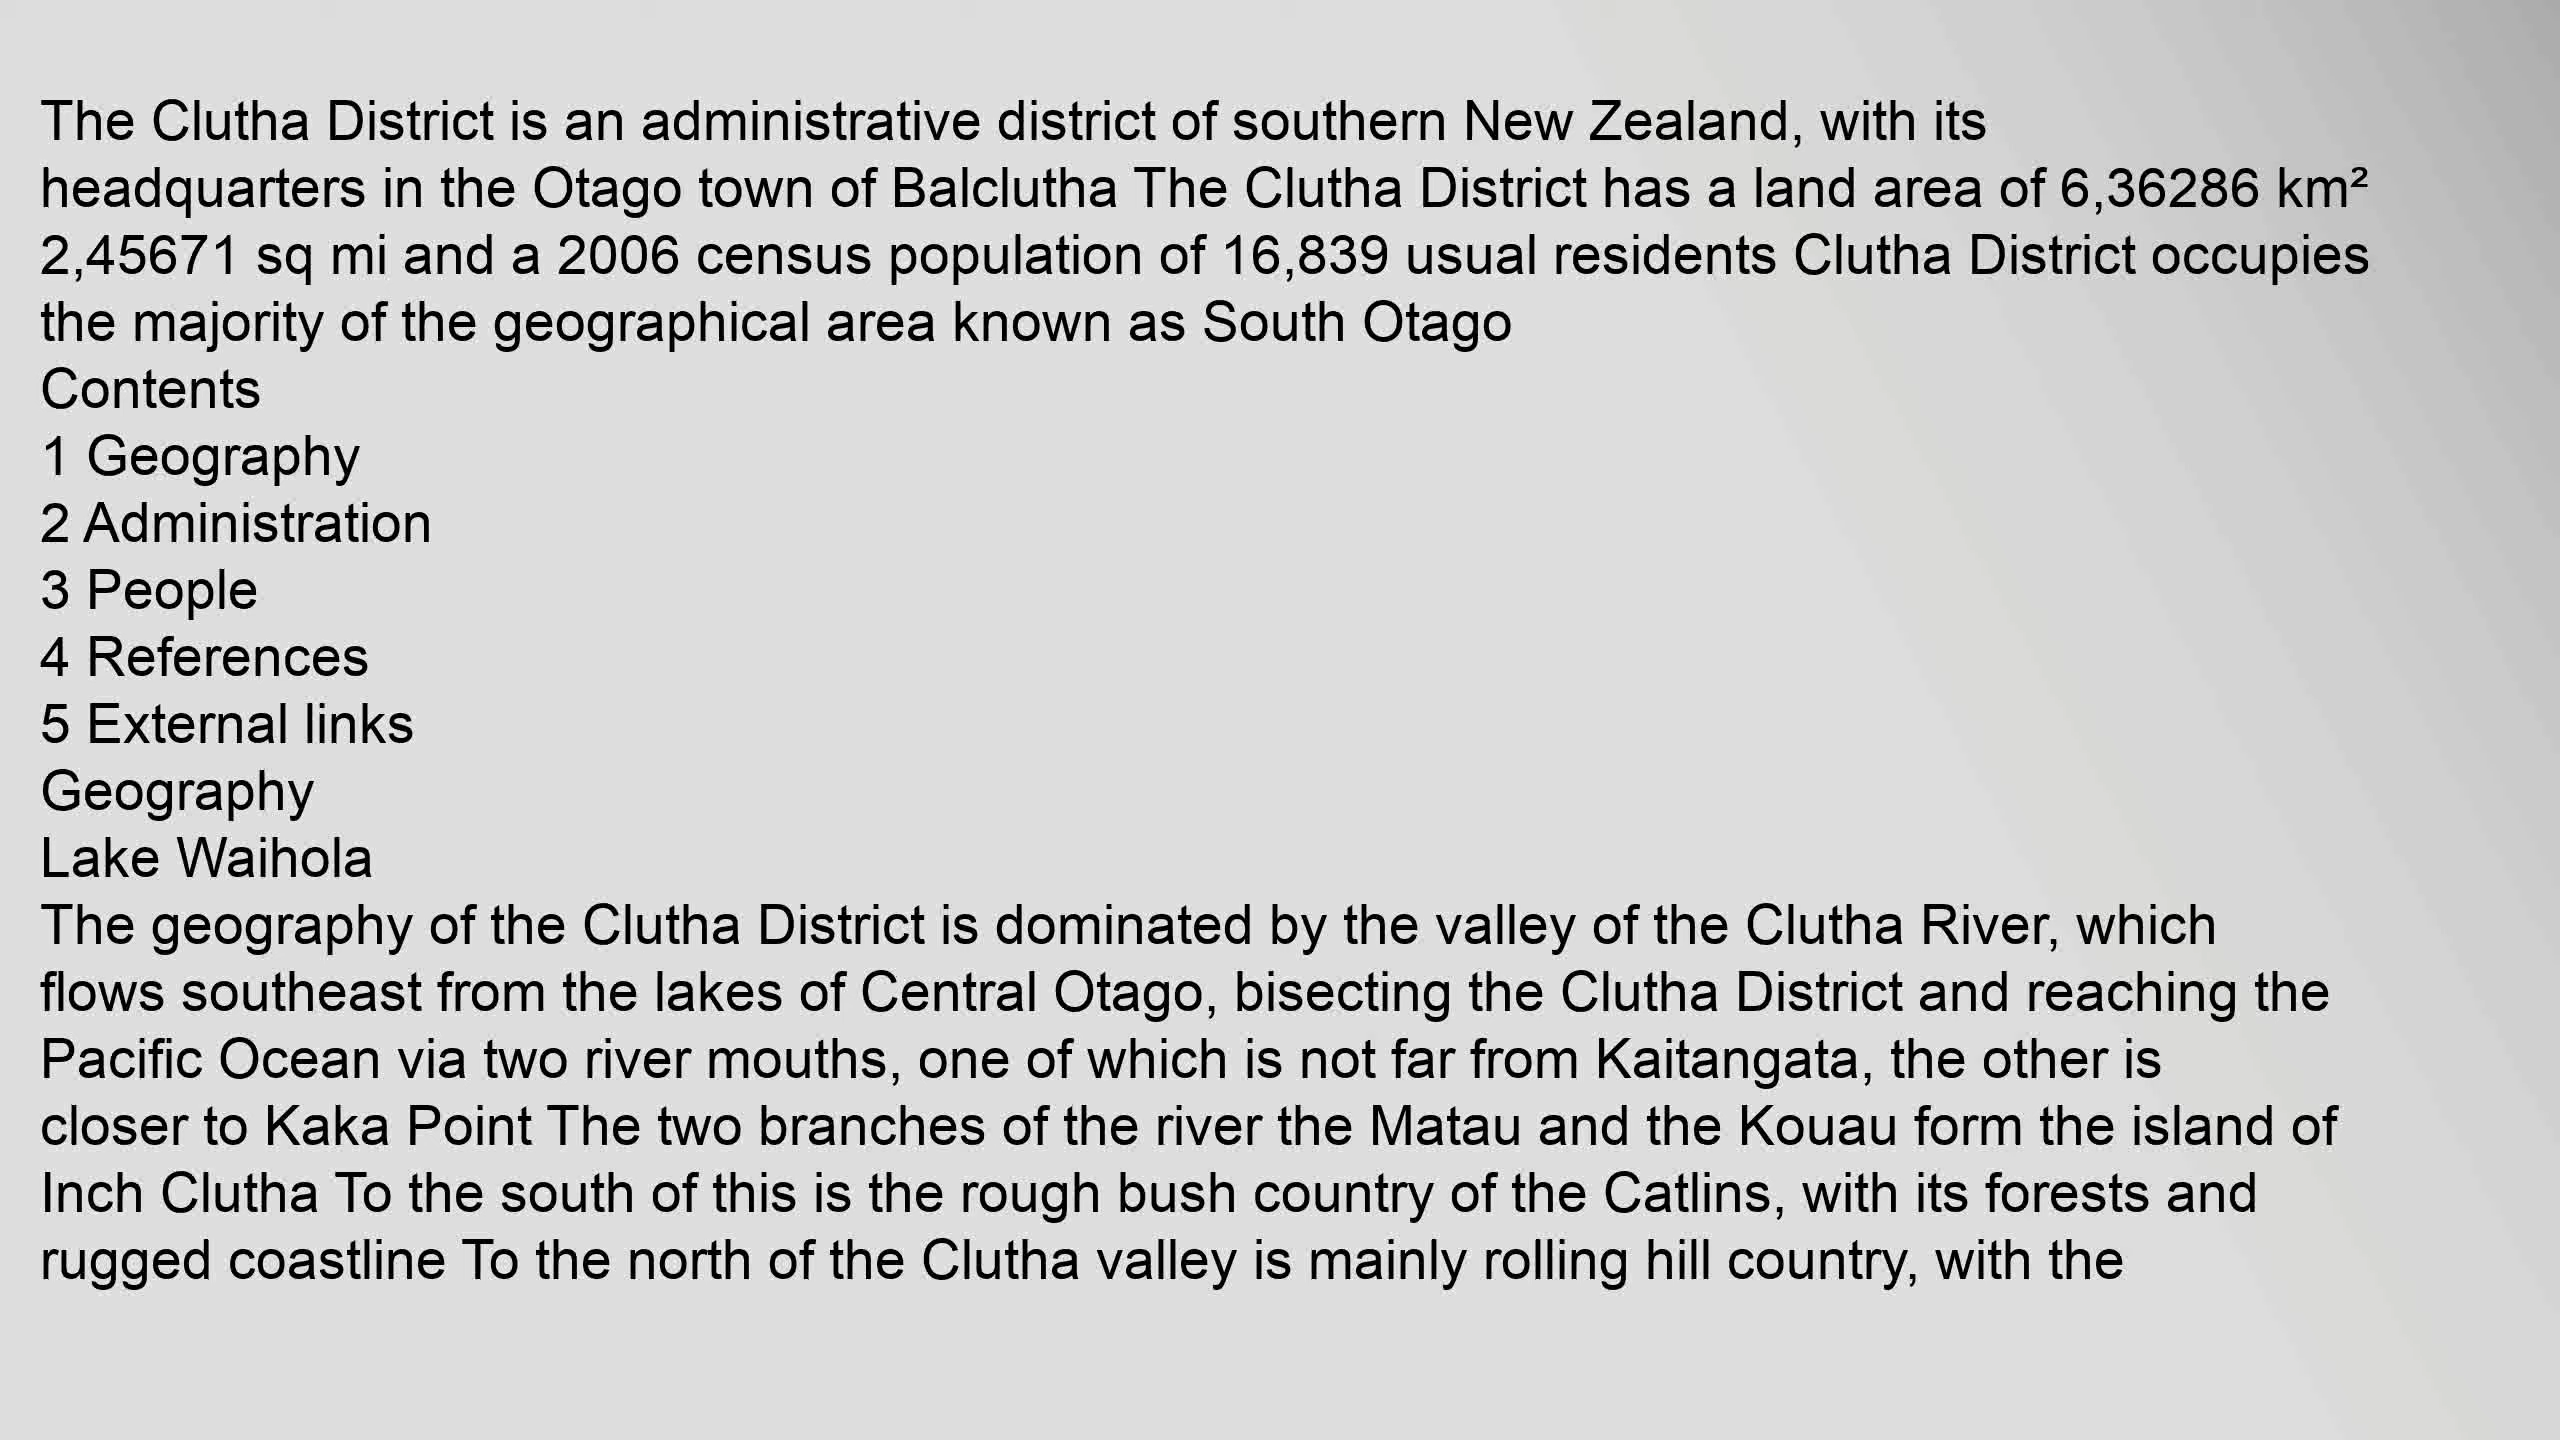 The Clutha District is an administrative district of southern New Zealand, with its
headquarters in the Otago town of Balclutha The Clutha District has a land area of 6,36286 km²
2,45671 sq mi and a 2006 census population of 16,839 usual residents Clutha District occupies
the majority of the geographical area known as South Otago
Contents
1 Geography
2 Administration
3 People
4 References
5 External links
Geography
Lake Waihola
The geography of the Clutha District is dominated by the valley of the Clutha River, which
flows southeast from the lakes of Central Otago, bisecting the Clutha District and reaching the
Pacific Ocean via two river mouths, one of which is not far from Kaitangata, the other is
closer to Kaka Point The two branches of the river the Matau and the Kouau form the island of
Inch Clutha To the south of this is the rough bush country of the Catlins, with its forests and
rugged coastline To the north of the Clutha valley is mainly rolling hill country, with the